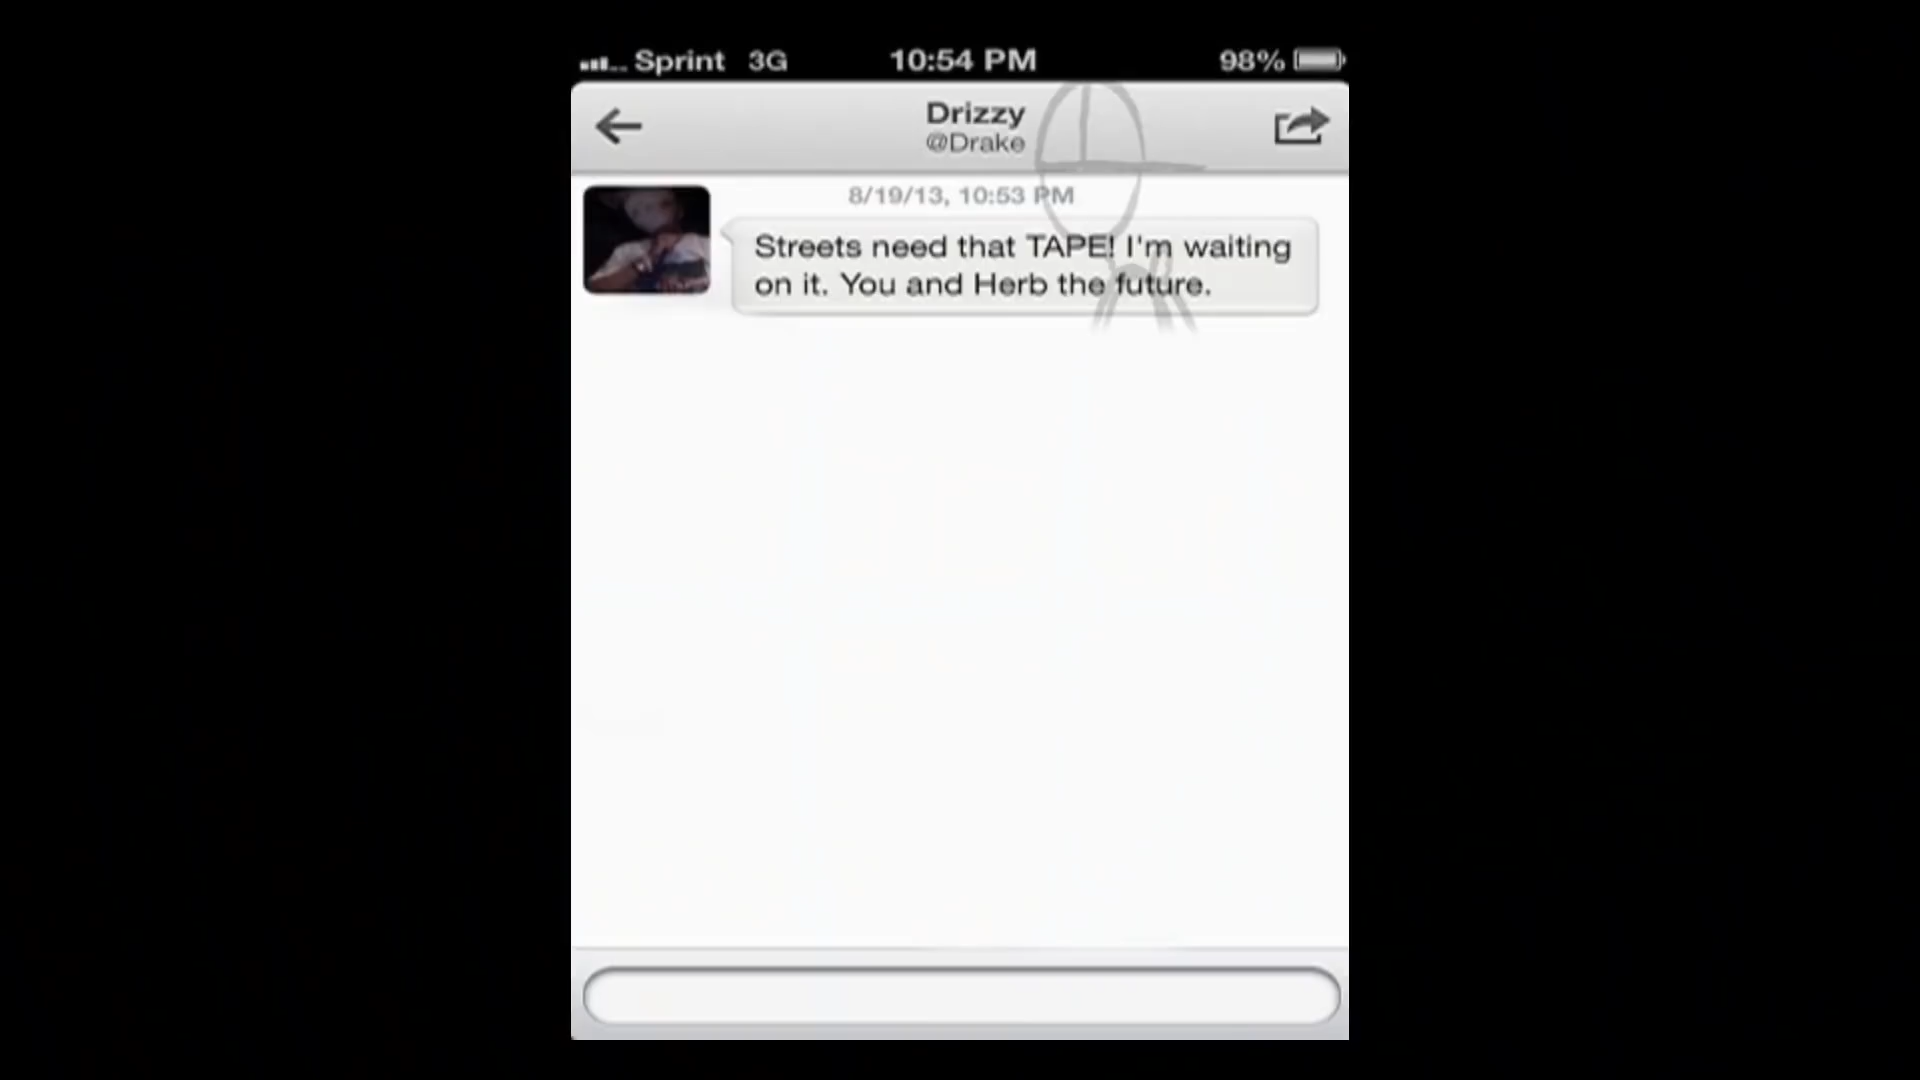 Sprint 3G 10:54 PM 98%
Drizzy
@Drake
8/19/13, 10:53 PM
Streets need that TAPE! I'm waiting
on it. You and Herb the future.